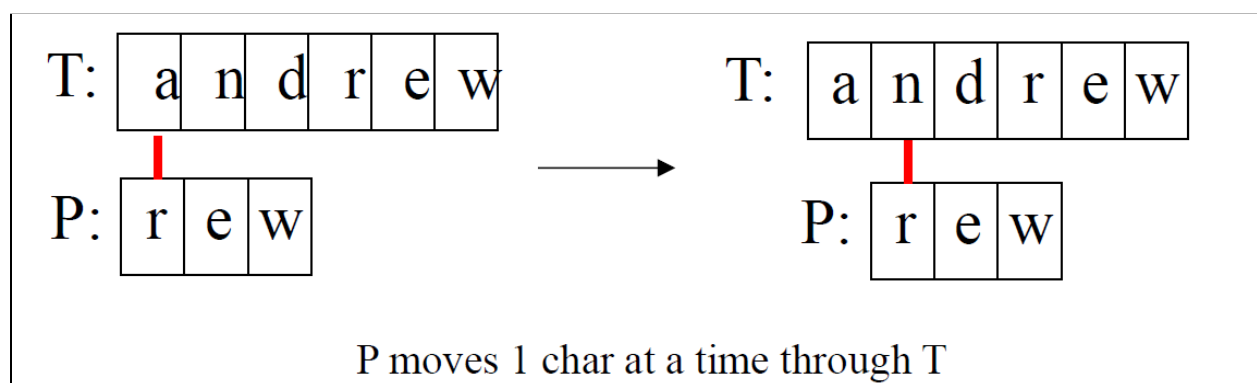 T: a n d r e w
P: r e w
T: a n d r e w
P: r e w
P moves 1 char at a time through T